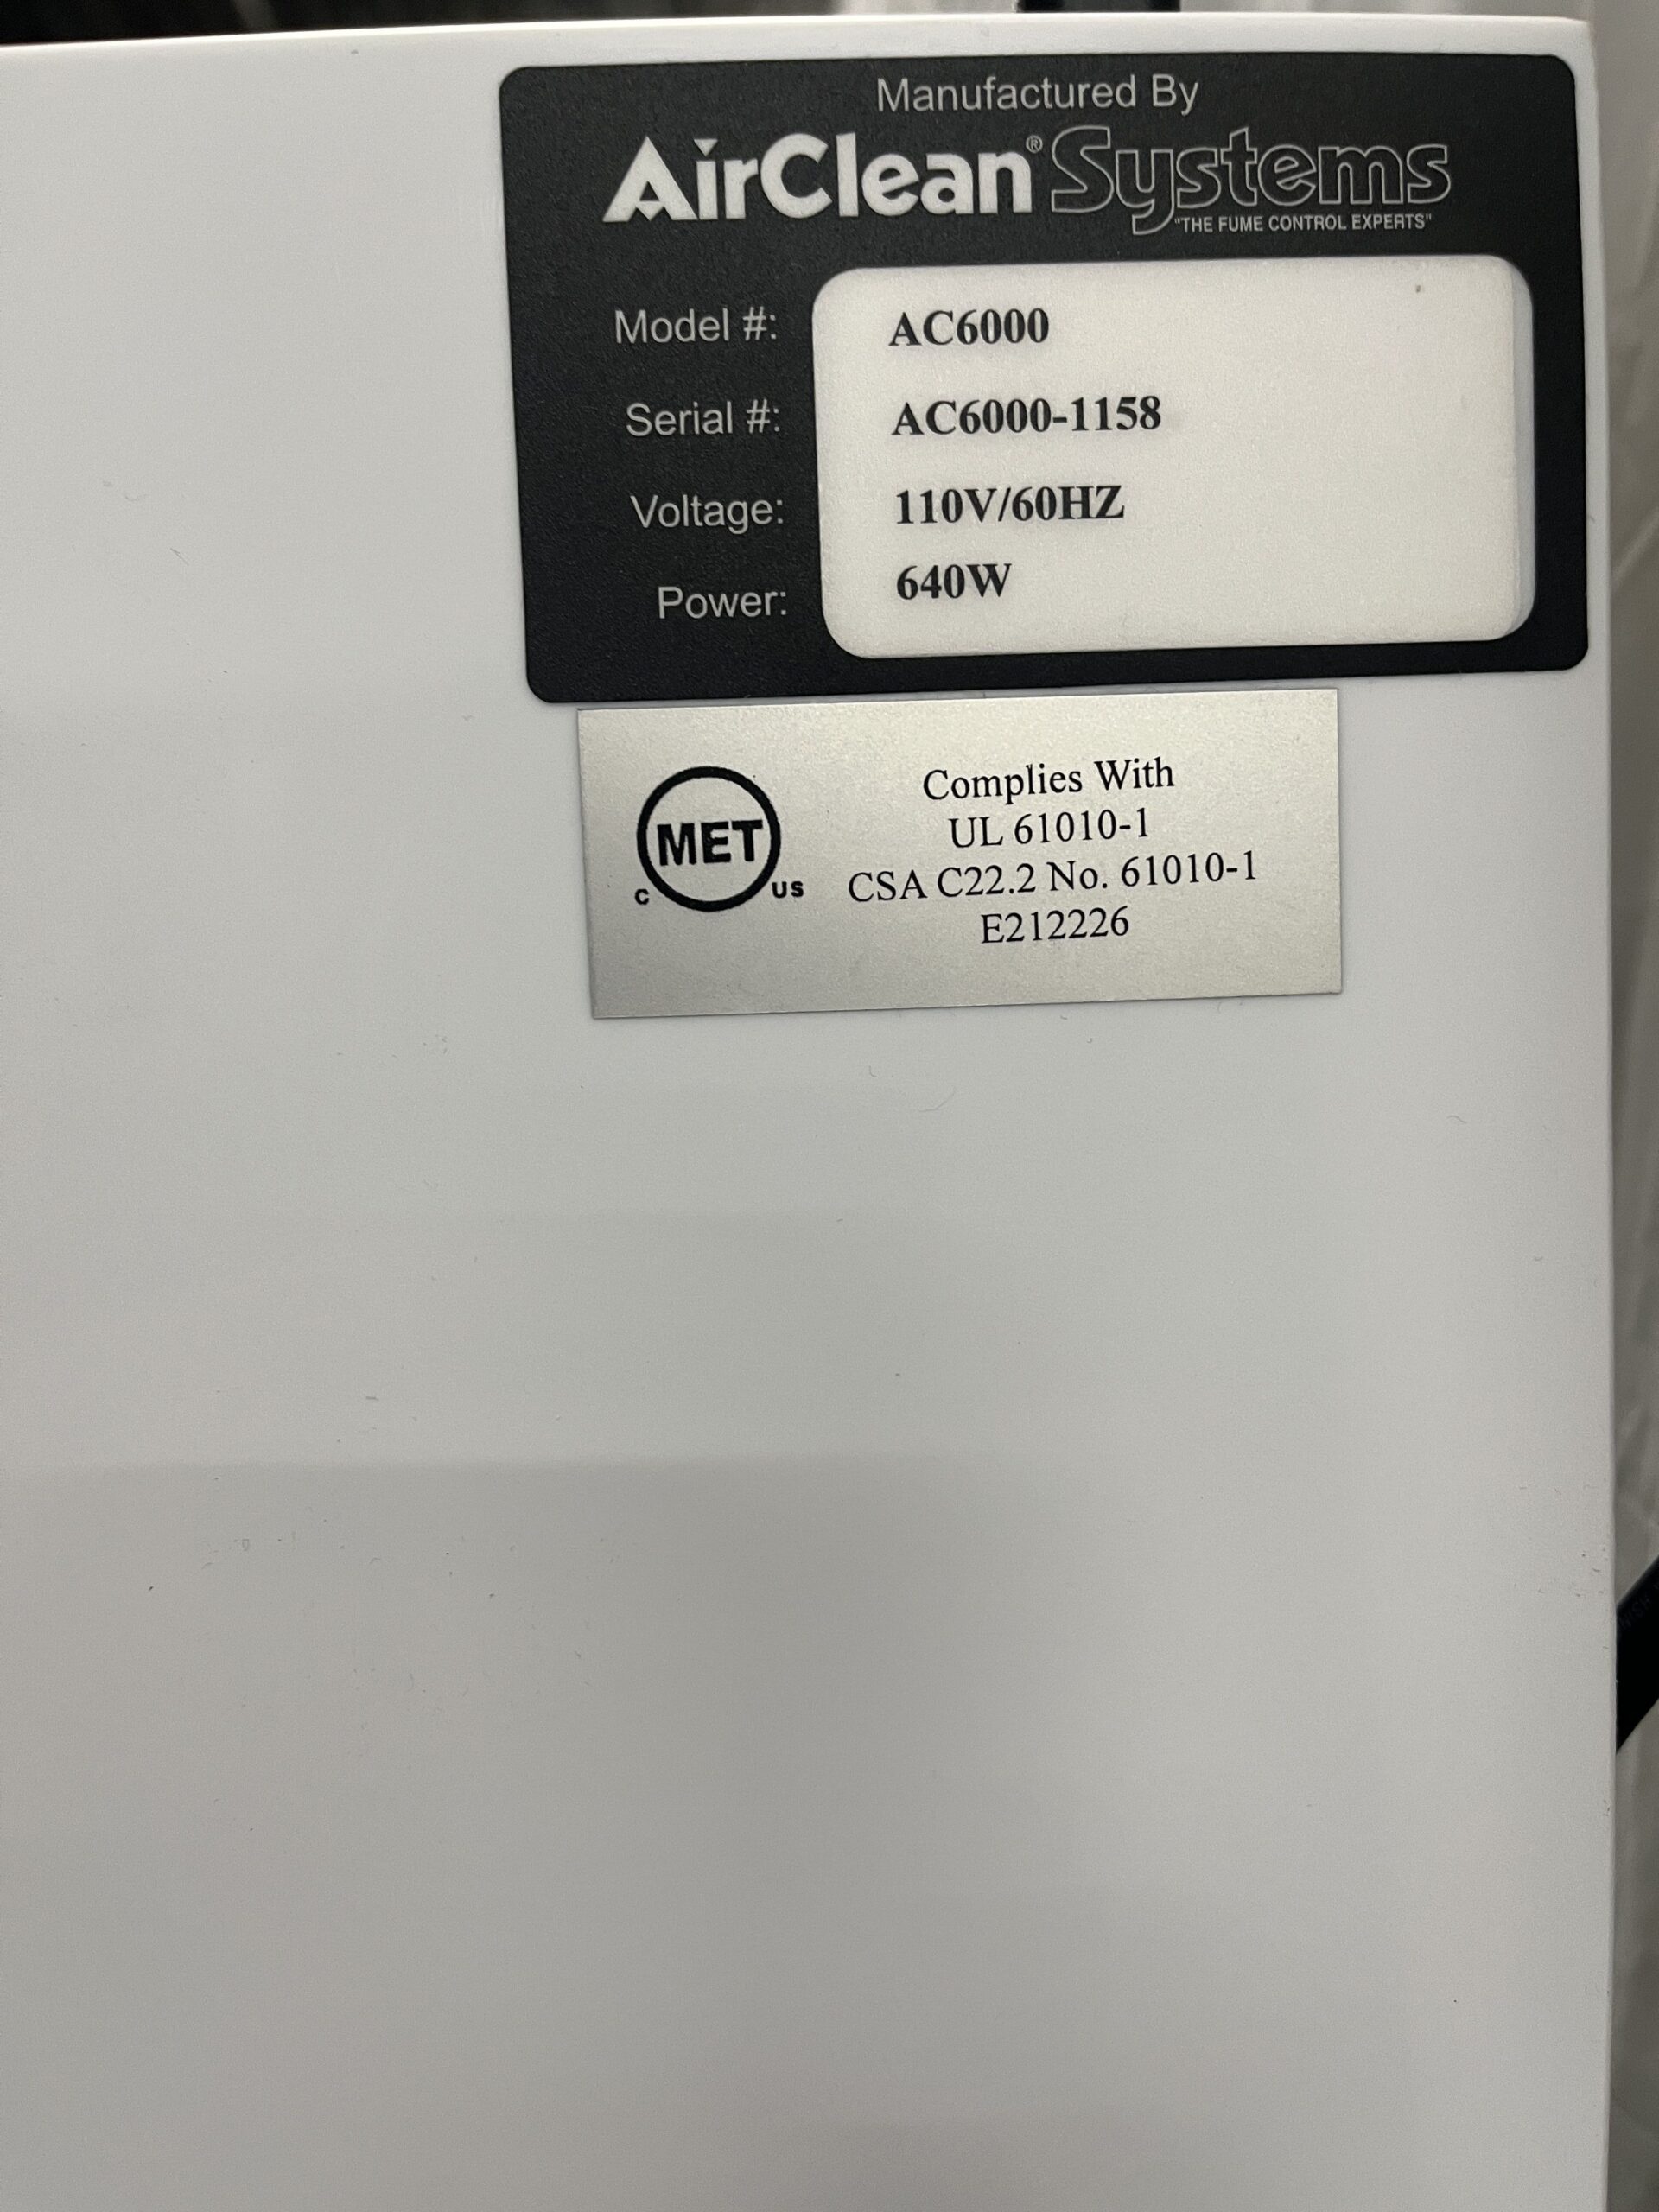 Manufactured By
AirClean® Systems
"THE FUME CONTROL EXPERTS"
Model #: AC6000
Serial #: AC6000-1158
Voltage: 110V/60HZ
Power: 640W
MET
C US
Complies With
UL 61010-1
CSA C22.2 No. 61010-1
E212226